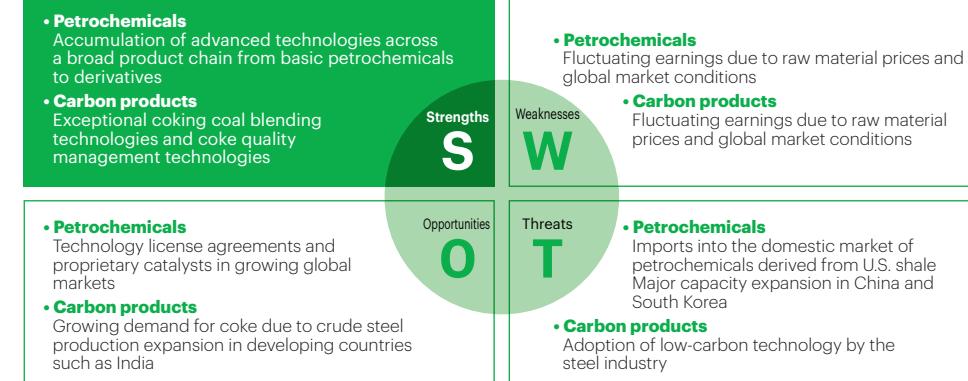 • Petrochemicals
Accumulation of advanced technologies across
a broad product chain from basic petrochemicals
to derivatives
• Carbon products
Exceptional coking coal blending
technologies and coke quality
management technologies
Strengths
S
• Petrochemicals
Fluctuating earnings due to raw material prices and
global market conditions
• Carbon products
Fluctuating earnings due to raw material
prices and global market conditions
Weaknesses
W
• Petrochemicals
Technology license agreements and
proprietary catalysts in growing global
markets
• Carbon products
Growing demand for coke due to crude steel
production expansion in developing countries
such as India
Opportunities
O
Threats
T
• Petrochemicals
Imports into the domestic market of
petrochemicals derived from U.S. shale
Major capacity expansion in China and
South Korea
• Carbon products
Adoption of low-carbon technology by the
steel industry